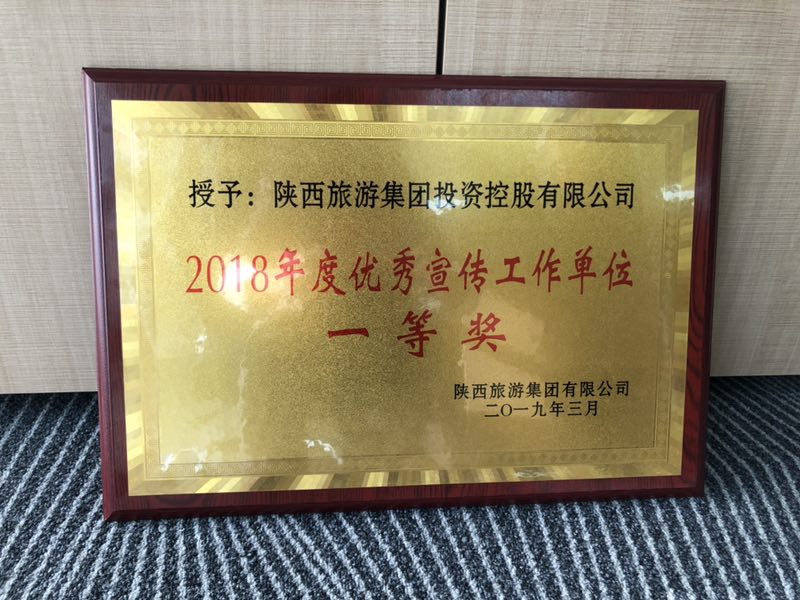 授予：陕西旅游集团投资控股有限公司
2018年度优秀宣传工作单位
一等奖
陕西旅游集团有限公司
二〇一九年三月